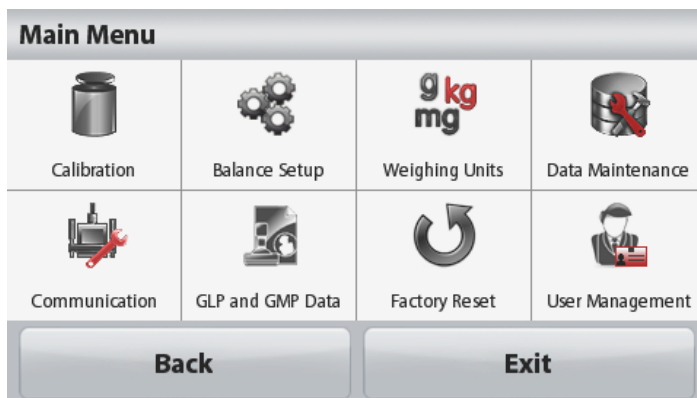 Main Menu
g kg
mg
Calibration
Balance Setup
Weighing Units
Data Maintenance
Communication
GLP and GMP Data
Factory Reset
User Management
Back
Exit